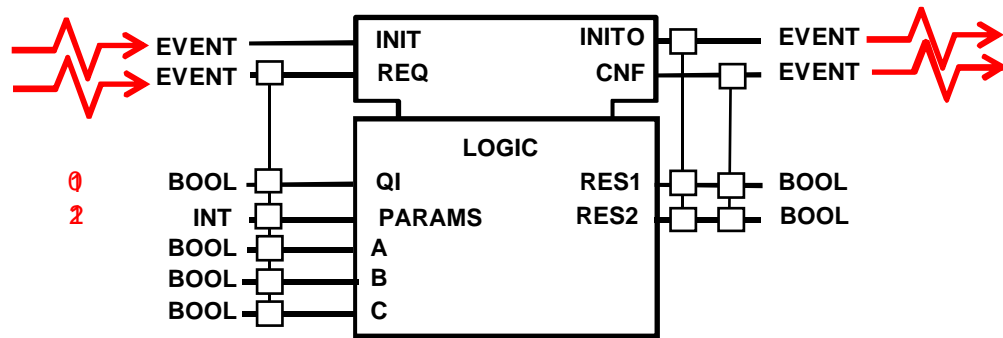 EVENT INIT INITO EVENT
EVENT REQ CNF EVENT
LOGIC
BOOL QI RES1 BOOL
INT PARAMS RES2 BOOL
BOOL A
BOOL B
BOOL C